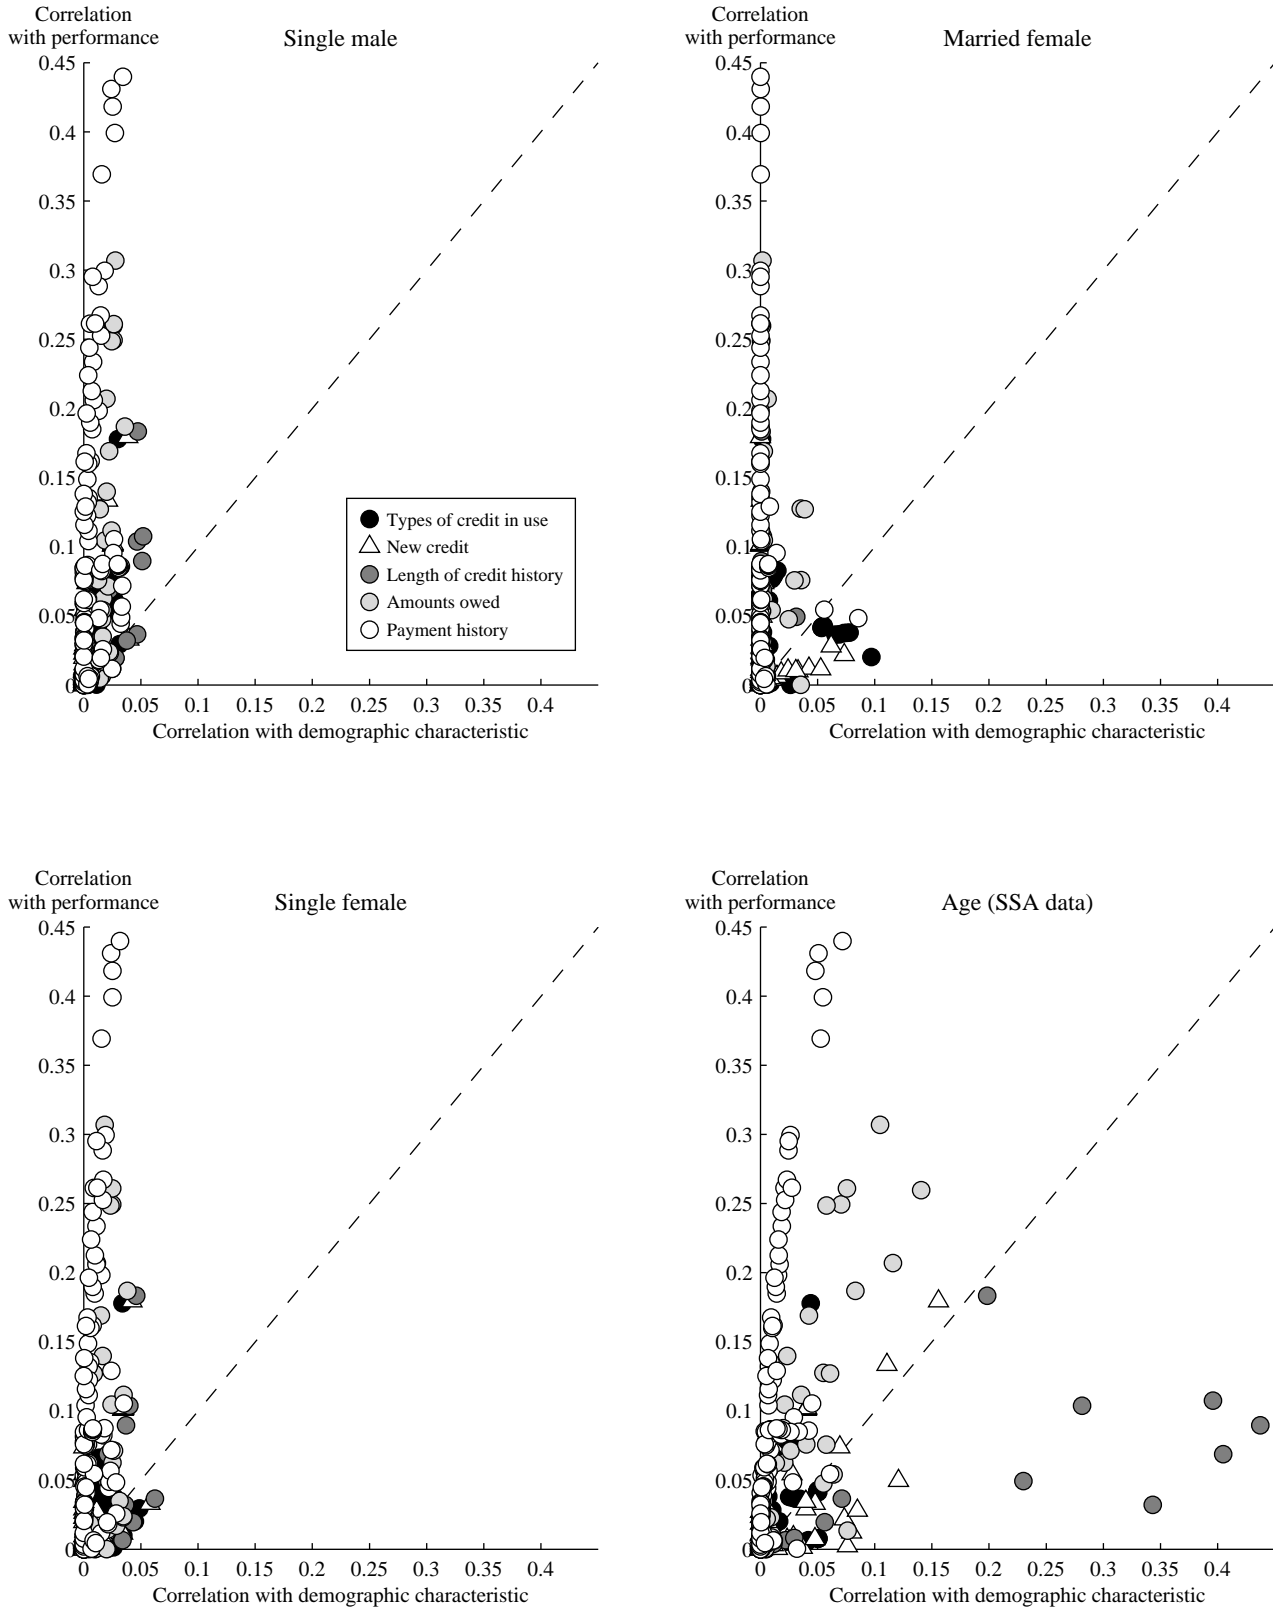 Correlation
with performance
Single male
0.45
0.4
0.35
0.3
0.25
0.2
0.15
0.1
0.05
0
Types of credit in use
New credit
Length of credit history
Amounts owed
Payment history
0 0.05 0.1 0.15 0.2 0.25 0.3 0.35 0.4
Correlation with demographic characteristic
Correlation
with performance
Married female
0.45
0.4
0.35
0.3
0.25
0.2
0.15
0.1
0.05
0
0 0.05 0.1 0.15 0.2 0.25 0.3 0.35 0.4
Correlation with demographic characteristic
Correlation
with performance
Single female
0.45
0.4
0.35
0.3
0.25
0.2
0.15
0.1
0.05
0
0 0.05 0.1 0.15 0.2 0.25 0.3 0.35 0.4
Correlation with demographic characteristic
Correlation
with performance
Age (SSA data)
0.45
0.4
0.35
0.3
0.25
0.2
0.15
0.1
0.05
0
0 0.05 0.1 0.15 0.2 0.25 0.3 0.35 0.4
Correlation with demographic characteristic